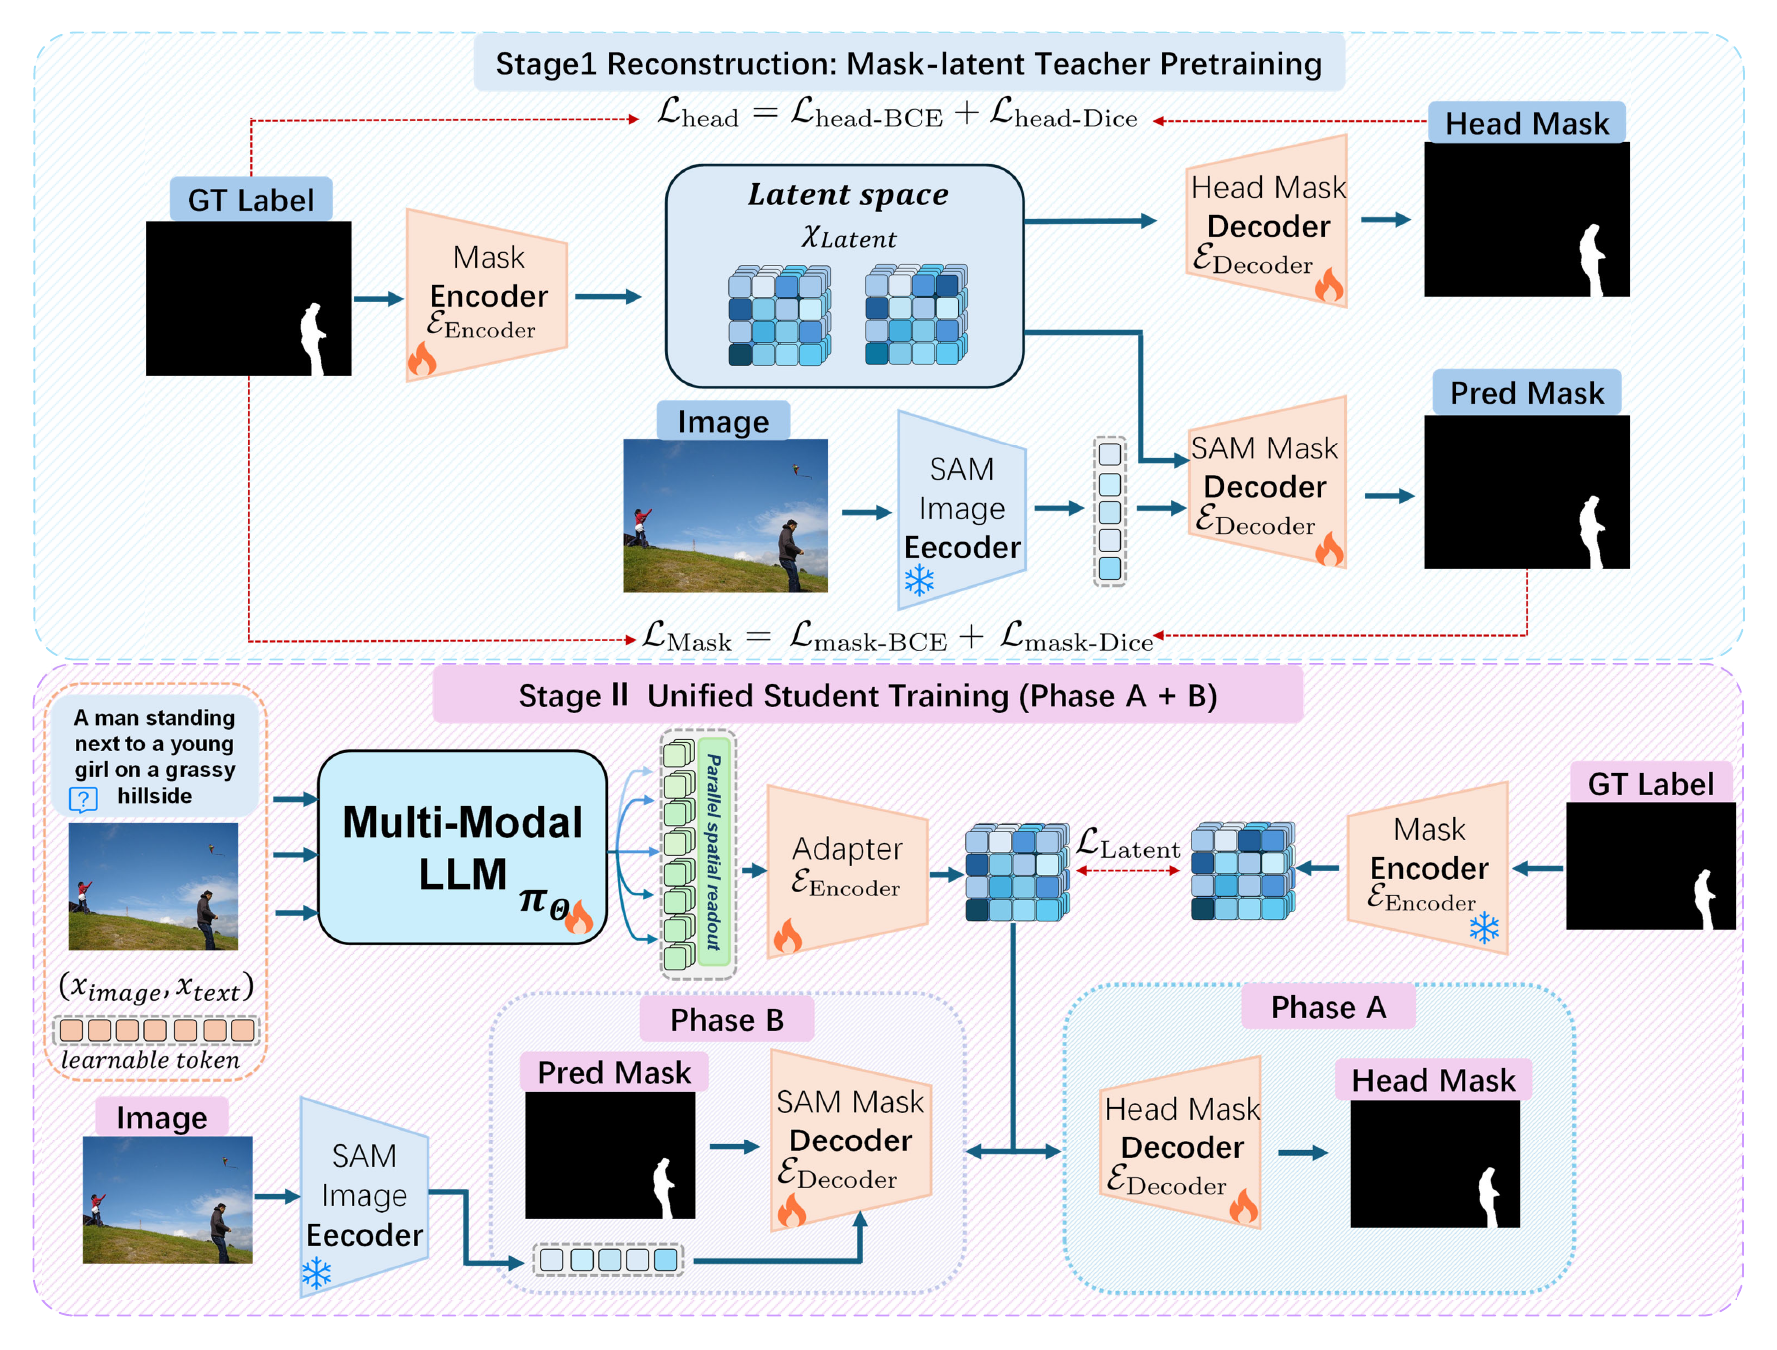 Stage1 Reconstruction: Mask-latent Teacher Pretraining
ℒhead = ℒhead-BCE + ℒhead-Dice
Head Mask
GT Label
Latent space
χLatent
Mask
Encoder
ℰEncoder
Head Mask
Decoder
ℰDecoder
Image
Pred Mask
SAM
Image
Eecoder
SAM Mask
Decoder
ℰDecoder
ℒMask = ℒmask-BCE + ℒmask-Dice
Stage II Unified Student Training (Phase A + B)
A man standing
next to a young
girl on a grassy
hillside
?
(x_image, x_text)
learnable token
Multi-Modal
LLM
πΘ
Parallel spatial readout
Adapter
ℰEncoder
ℒLatent
Mask
Encoder
ℰEncoder
GT Label
Phase B
Pred Mask
SAM Mask
Decoder
ℰDecoder
Phase A
Head Mask
Decoder
ℰDecoder
Head Mask
Image
SAM
Image
Eecoder